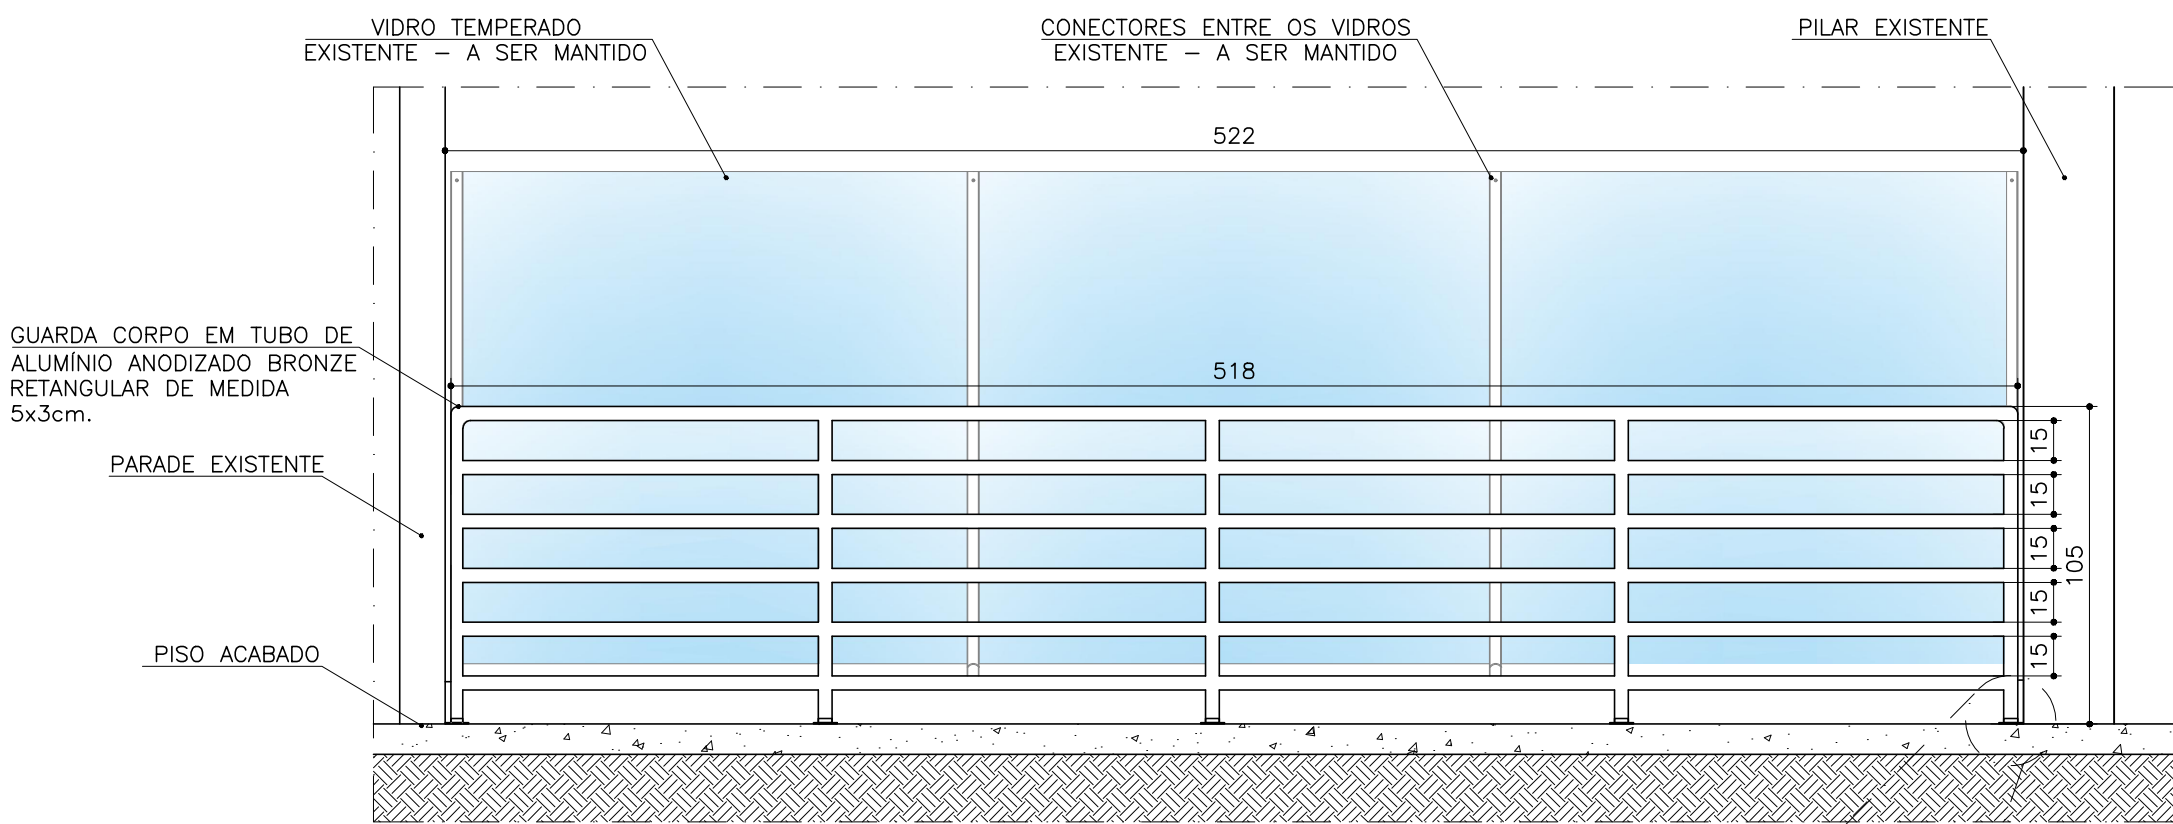 VIDRO TEMPERADO
EXISTENTE - A SER MANTIDO
CONECTORES ENTRE OS VIDROS
EXISTENTE - A SER MANTIDO
PILAR EXISTENTE
522
GUARDA CORPO EM TUBO DE
ALUMÍNIO ANODIZADO BRONZE
RETANGULAR DE MEDIDA
5x3cm.
518
PARADE EXISTENTE
15
15
15
15
15
105
PISO ACABADO